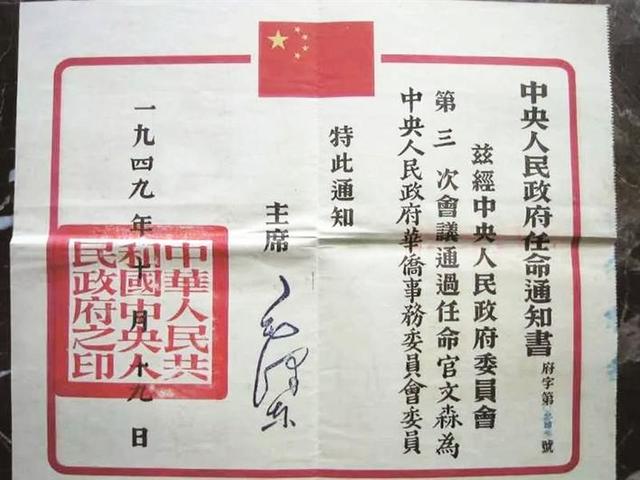 中央人民政府任命通知書
府字第 號
茲經中央人民政府委員會
第三次會議通過任命官文森為
中央人民政府華僑事務委員會委員
特此通知
主席
毛泽东
一九四九年十月十九日
中華人民共
和國中央人
民政府之印